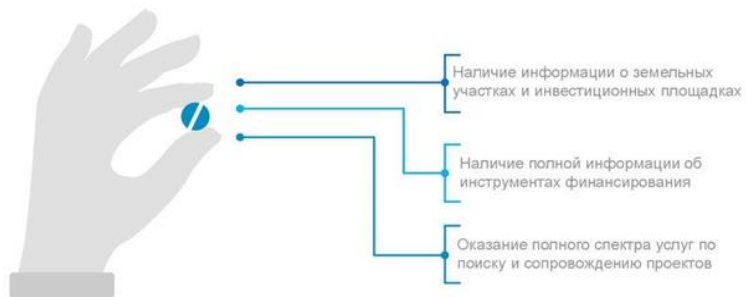 Наличие информации о земельных
участках и инвестиционных площадках
Наличие полной информации об
инструментах финансирования
Оказание полного спектра услуг по
поиску и сопровождению проектов